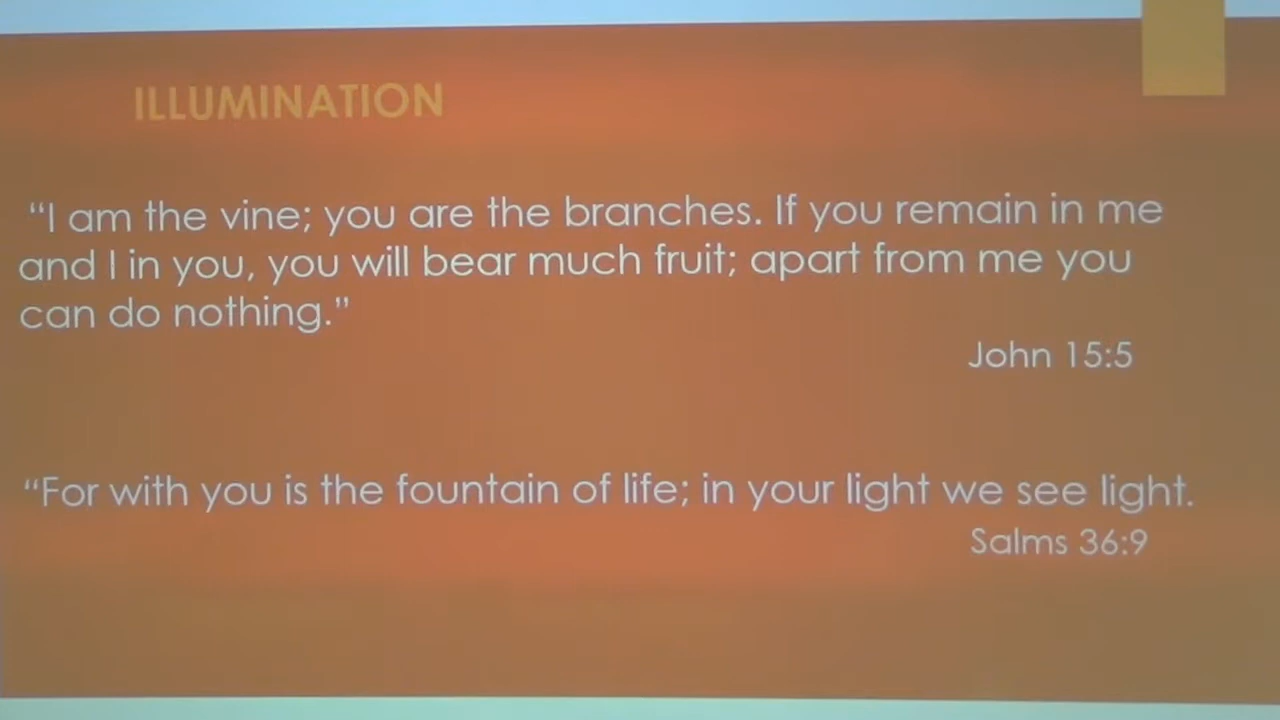 ILLUMINATION
“I am the vine; you are the branches. If you remain in me
and I in you, you will bear much fruit; apart from me you
can do nothing.”
John 15:5
“For with you is the fountain of life; in your light we see light.
Salms 36:9